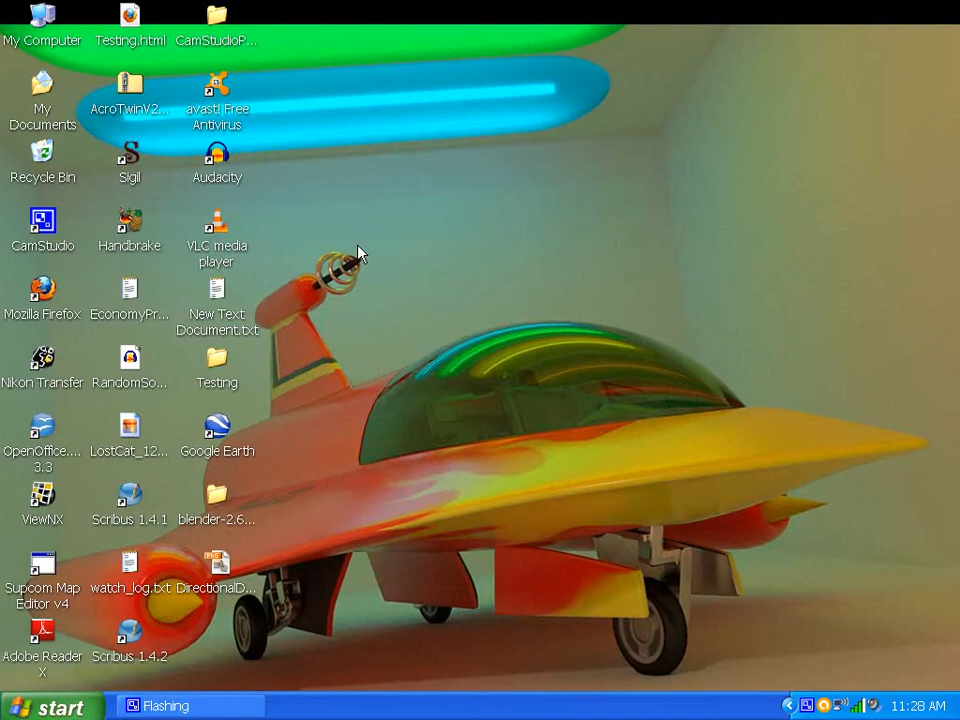 My Computer
Testing.html
CamStudioP...
My
Documents
AcroTwinV2...
avast! Free
Antivirus
Recycle Bin
Sigil
Audacity
CamStudio
Handbrake
VLC media
player
Mozilla Firefox
EconomyPr...
New Text
Document.txt
Nikon Transfer
RandomSo...
Testing
OpenOffice....
3.3
LostCat_12...
Google Earth
ViewNX
Scribus 1.4.1
blender-2.6...
Supcom Map
Editor v4
watch_log.txt
DirectionalD...
Adobe Reader
X
Scribus 1.4.2
start
Flashing
11:28 AM